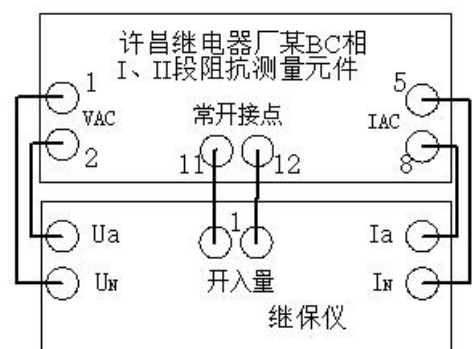 许昌继电器厂某BC相
I、II段阻抗测量元件
1 5
VAC 常开接点 IAC
2 11 12 8
Ua 1 Ia
UN 开入量 IN
继保仪